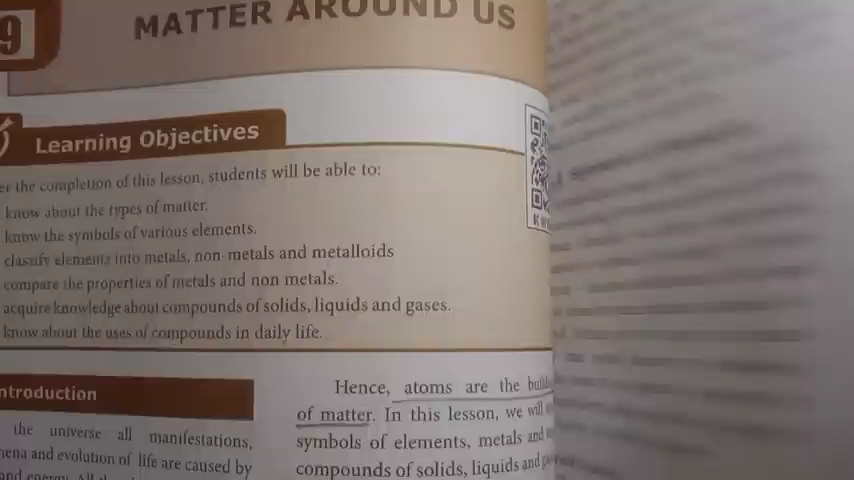 9
MATTER AROUND US
Learning Objectives
er the completion of this lesson, students will be able to:
know about the types of matter.
know the symbols of various elements.
classify elements into metals, non-metals and metalloids
compare the properties of metals and non metals.
acquire knowledge about compounds of solids, liquids and gases.
know about the uses of compounds in daily life.
ntroduction
the universe all manifestations,
ena and evolution of life are caused by
and energy. All
Hence, atoms are the
of matter. In this lesson, we will
symbols of elements, metals and
compounds of solids, liquids and